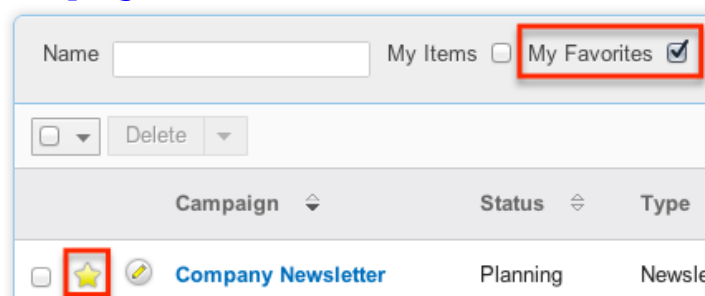 Name My Items My Favorites
Delete
Campaign Status Type
Company Newsletter Planning